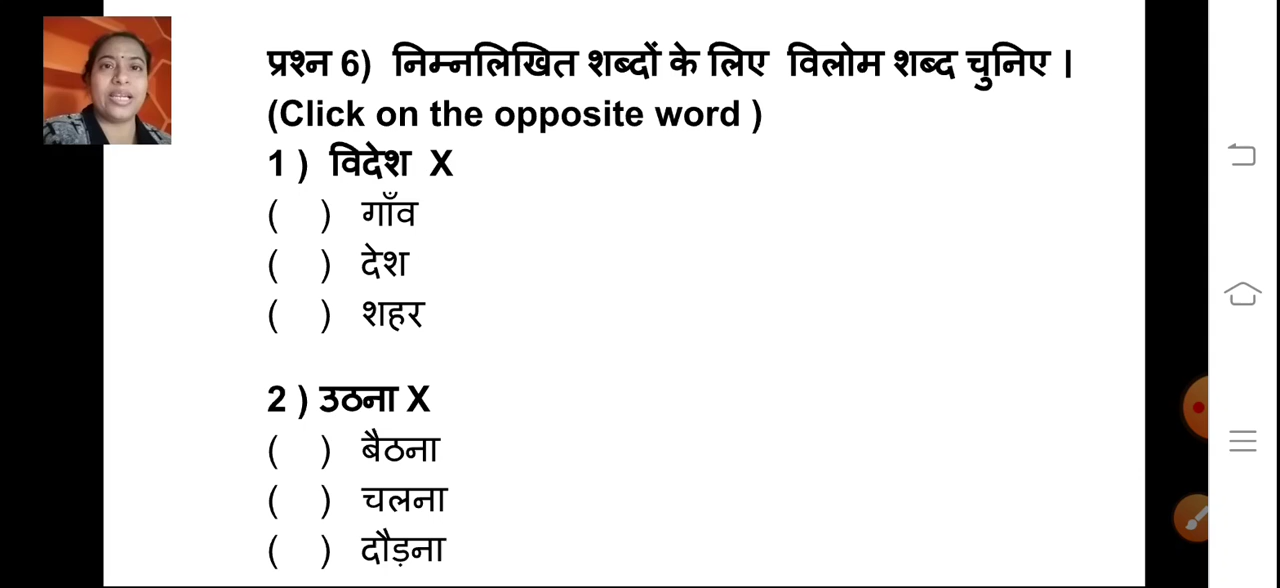 प्रश्न 6) निम्नलिखित शब्दों के लिए विलोम शब्द चुनिए ।
(Click on the opposite word )
1 ) विदेश X
( ) गाँव
( ) देश
( ) शहर
2 ) उठना X
( ) बैठना
( ) चलना
( ) दौड़ना